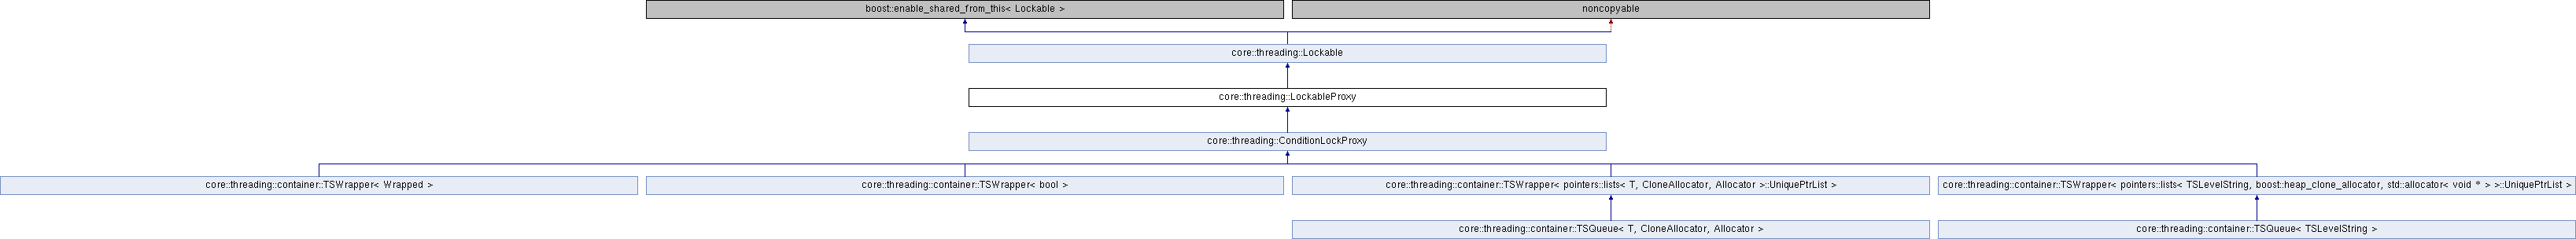 boost::enable_shared_from_this< Lockable >
noncopyable
core::threading::Lockable
core::threading::LockableProxy
core::threading::ConditionLockProxy
core::threading::container::TSWrapper< Wrapped >
core::threading::container::TSWrapper< bool >
core::threading::container::TSWrapper< pointers::lists< T, CloneAllocator, Allocator >::UniquePtrList >
core::threading::container::TSWrapper< pointers::lists< TSLevelString, boost::heap_clone_allocator, std::allocator< void * > >::UniquePtrList >
core::threading::container::TSQueue< T, CloneAllocator, Allocator >
core::threading::container::TSQueue< TSLevelString >